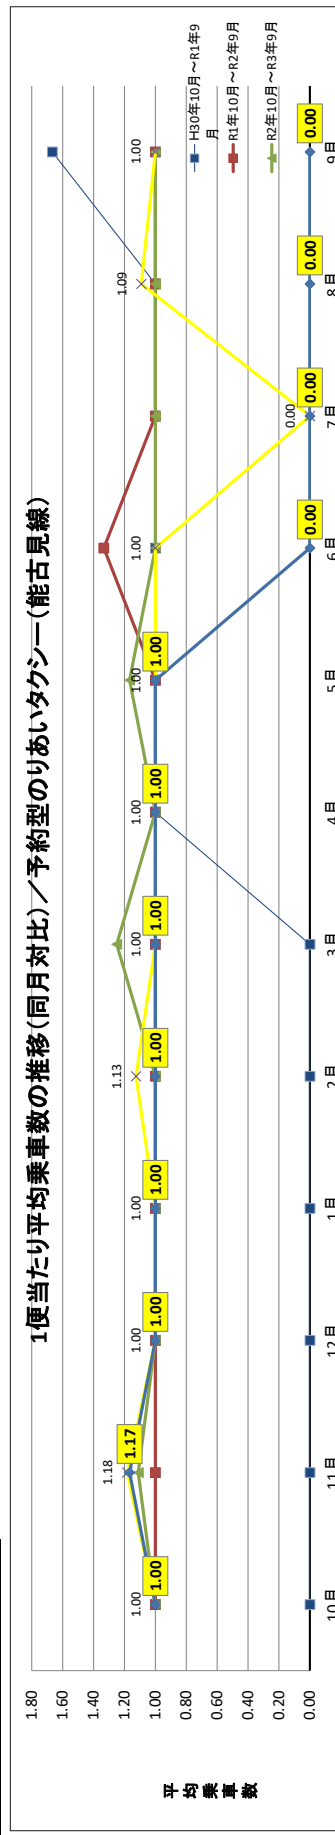 1便当たり平均乗車数の推移(同月対比)/予約型のりあいタクシー(能古見線)
平均乗車数
1.80
1.60
1.40
1.20
1.00
0.80
0.60
0.40
0.20
0.00
1.00
1.18
1.00
1.00
1.13
1.00
1.00
1.00
1.00
0.00
1.09
1.00
1.00
1.17
1.00
1.00
1.00
1.00
1.00
1.00
0.00
0.00
0.00
0.00
10月
11月
12月
1月
2月
3月
4月
5月
6月
7月
8月
9月
H30年10月~R1年9
月
R1年10月~R2年9月
R2年10月~R3年9月